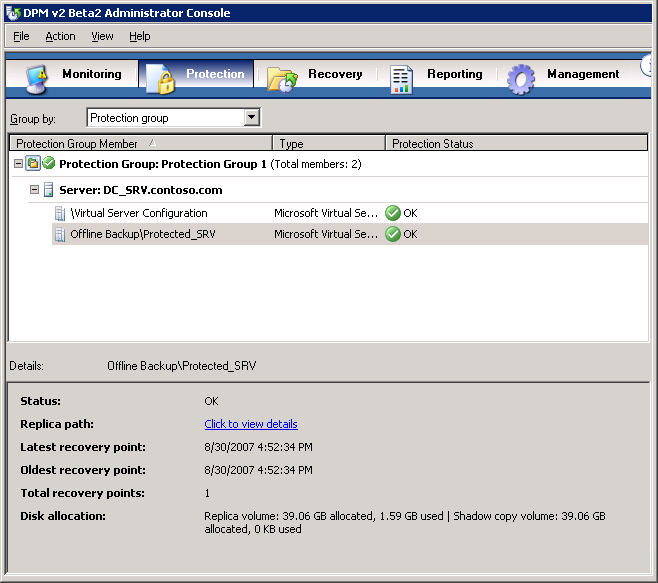 DPM v2 Beta2 Administrator Console
File Action View Help
Monitoring Protection Recovery Reporting Management
Group by: Protection group
Protection Group Member Type Protection Status
Protection Group: Protection Group 1 (Total members: 2)
Server: DC_SRV.contoso.com
\Virtual Server Configuration Microsoft Virtual Se... OK
Offline Backup\Protected_SRV Microsoft Virtual Se... OK
Details: Offline Backup\Protected_SRV
Status: OK
Replica path: Click to view details
Latest recovery point: 8/30/2007 4:52:34 PM
Oldest recovery point: 8/30/2007 4:52:34 PM
Total recovery points: 1
Disk allocation: Replica volume: 39.06 GB allocated, 1.59 GB used | Shadow copy volume: 39.06 GB
allocated, 0 KB used